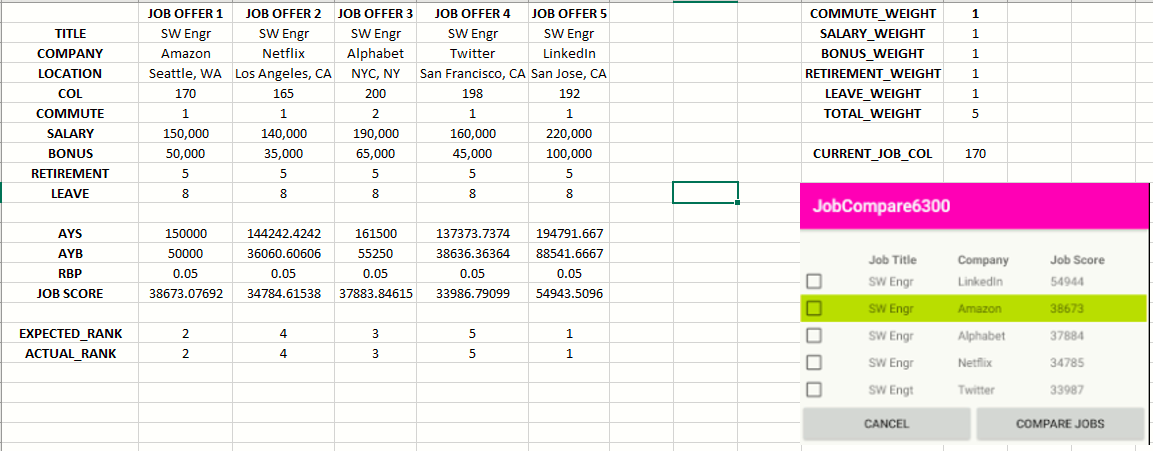 JOB OFFER 1 JOB OFFER 2 JOB OFFER 3 JOB OFFER 4 JOB OFFER 5
TITLE SW Engr SW Engr SW Engr SW Engr SW Engr
COMPANY Amazon Netflix Alphabet Twitter LinkedIn
LOCATION Seattle, WA Los Angeles, CA NYC, NY San Francisco, CA San Jose, CA
COL 170 165 200 198 192
COMMUTE 1 1 2 1 1
SALARY 150,000 140,000 190,000 160,000 220,000
BONUS 50,000 35,000 65,000 45,000 100,000
RETIREMENT 5 5 5 5 5
LEAVE 8 8 8 8 8
AYS 150000 144242.4242 161500 137373.7374 194791.667
AYB 50000 36060.60606 55250 38636.36364 88541.6667
RBP 0.05 0.05 0.05 0.05 0.05
JOB SCORE 38673.07692 34784.61538 37883.84615 33986.79099 54943.5096
EXPECTED_RANK 2 4 3 5 1
ACTUAL_RANK 2 4 3 5 1
COMMUTE_WEIGHT 1
SALARY_WEIGHT 1
BONUS_WEIGHT 1
RETIREMENT_WEIGHT 1
LEAVE_WEIGHT 1
TOTAL_WEIGHT 5
CURRENT_JOB_COL 170
JobCompare6300
Job Title Company Job Score
SW Engr LinkedIn 54944
SW Engr Amazon 38673
SW Engr Alphabet 37884
SW Engr Netflix 34785
SW Engt Twitter 33987
CANCEL COMPARE JOBS